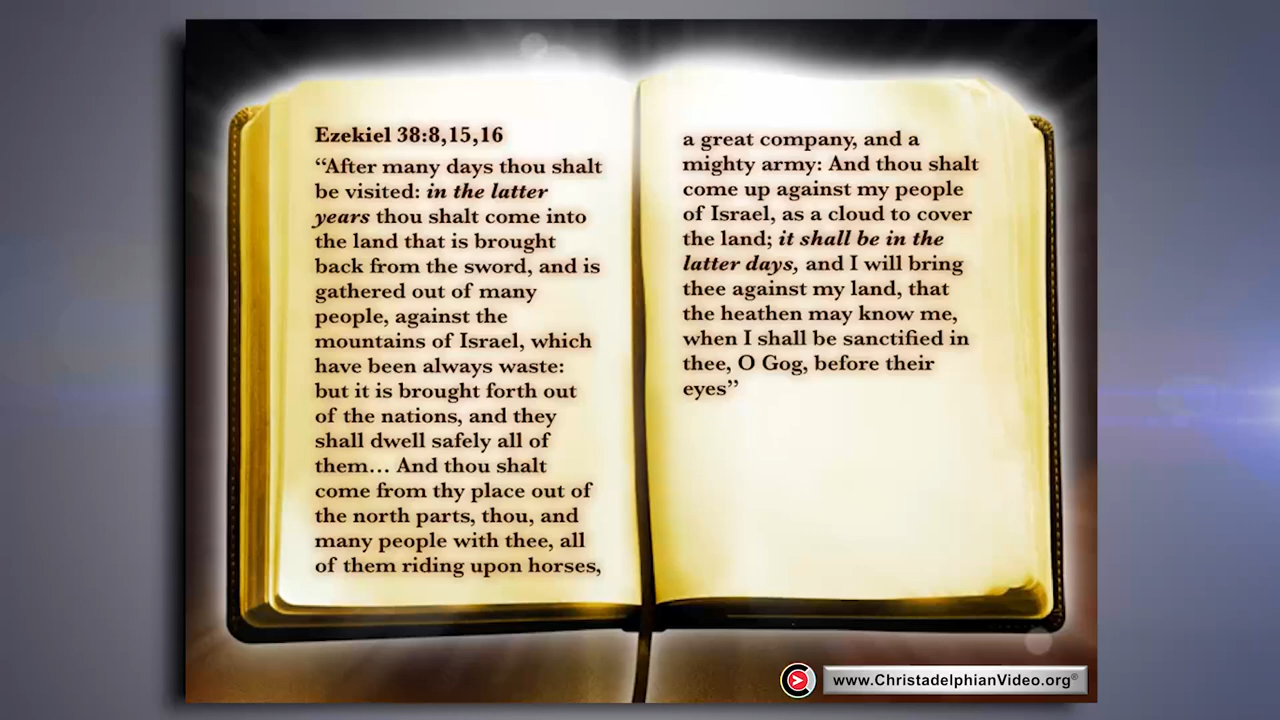 Ezekiel 38:8,15,16
“After many days thou shalt
be visited: in the latter
years thou shalt come into
the land that is brought
back from the sword, and is
gathered out of many
people, against the
mountains of Israel, which
have been always waste:
but it is brought forth out
of the nations, and they
shall dwell safely all of
them… And thou shalt
come from thy place out of
the north parts, thou, and
many people with thee, all
of them riding upon horses,
a great company, and a
mighty army: And thou shalt
come up against my people
of Israel, as a cloud to cover
the land; it shall be in the
latter days, and I will bring
thee against my land, that
the heathen may know me,
when I shall be sanctified in
thee, O Gog, before their
eyes”
www.ChristadelphianVideo.org®